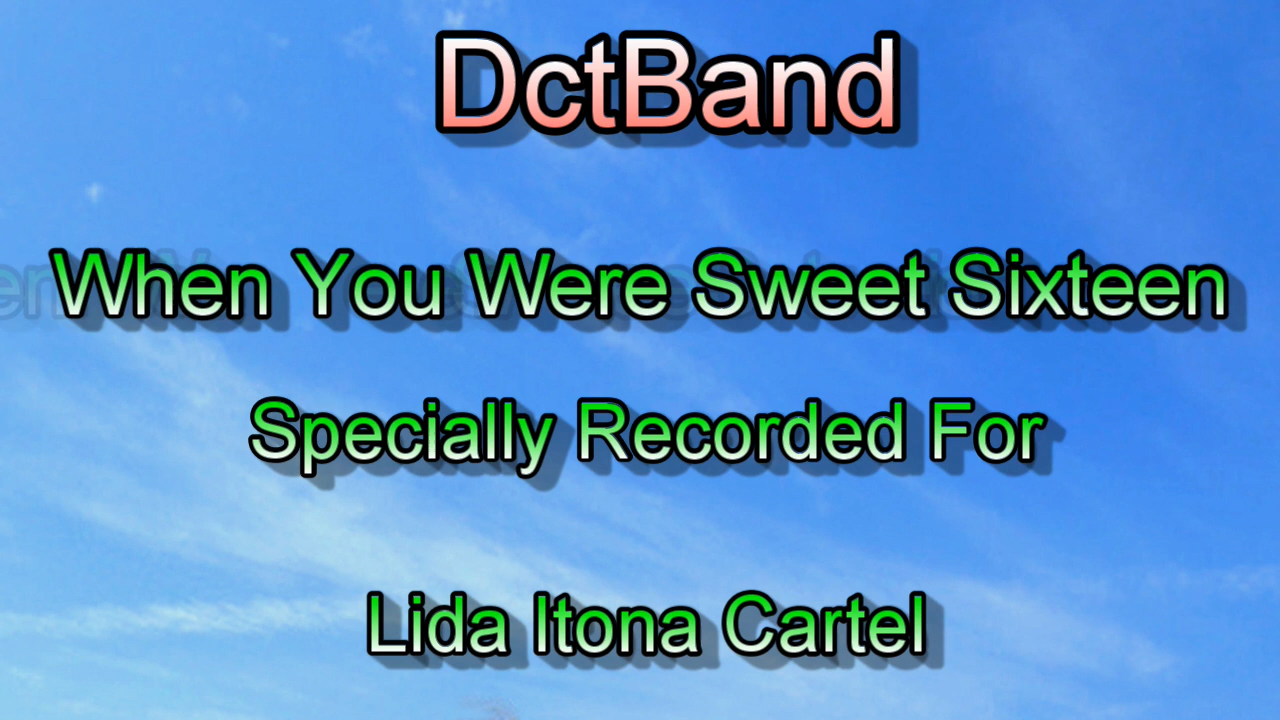 DctBand
When You Were Sweet Sixteen
Specially Recorded For
Lida Itona Cartel